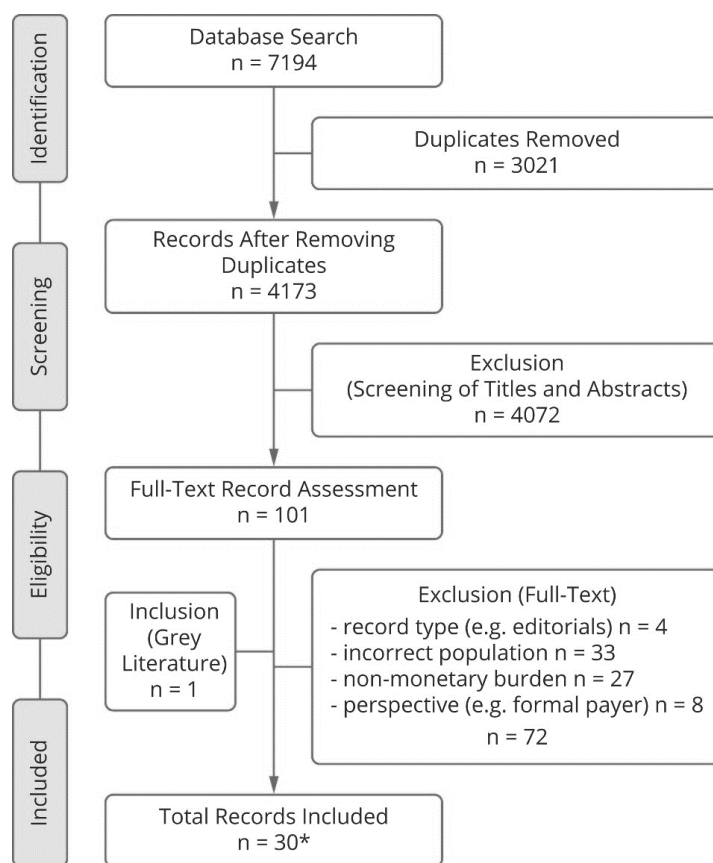 Identification
Database Search
n = 7194
Duplicates Removed
n = 3021
Screening
Records After Removing
Duplicates
n = 4173
Exclusion
(Screening of Titles and Abstracts)
n = 4072
Eligibility
Full-Text Record Assessment
n = 101
Inclusion
(Grey
Literature)
n = 1
Exclusion (Full-Text)
- record type (e.g. editorials) n = 4
- incorrect population n = 33
- non-monetary burden n = 27
- perspective (e.g. formal payer) n = 8
n = 72
Included
Total Records Included
n = 30*